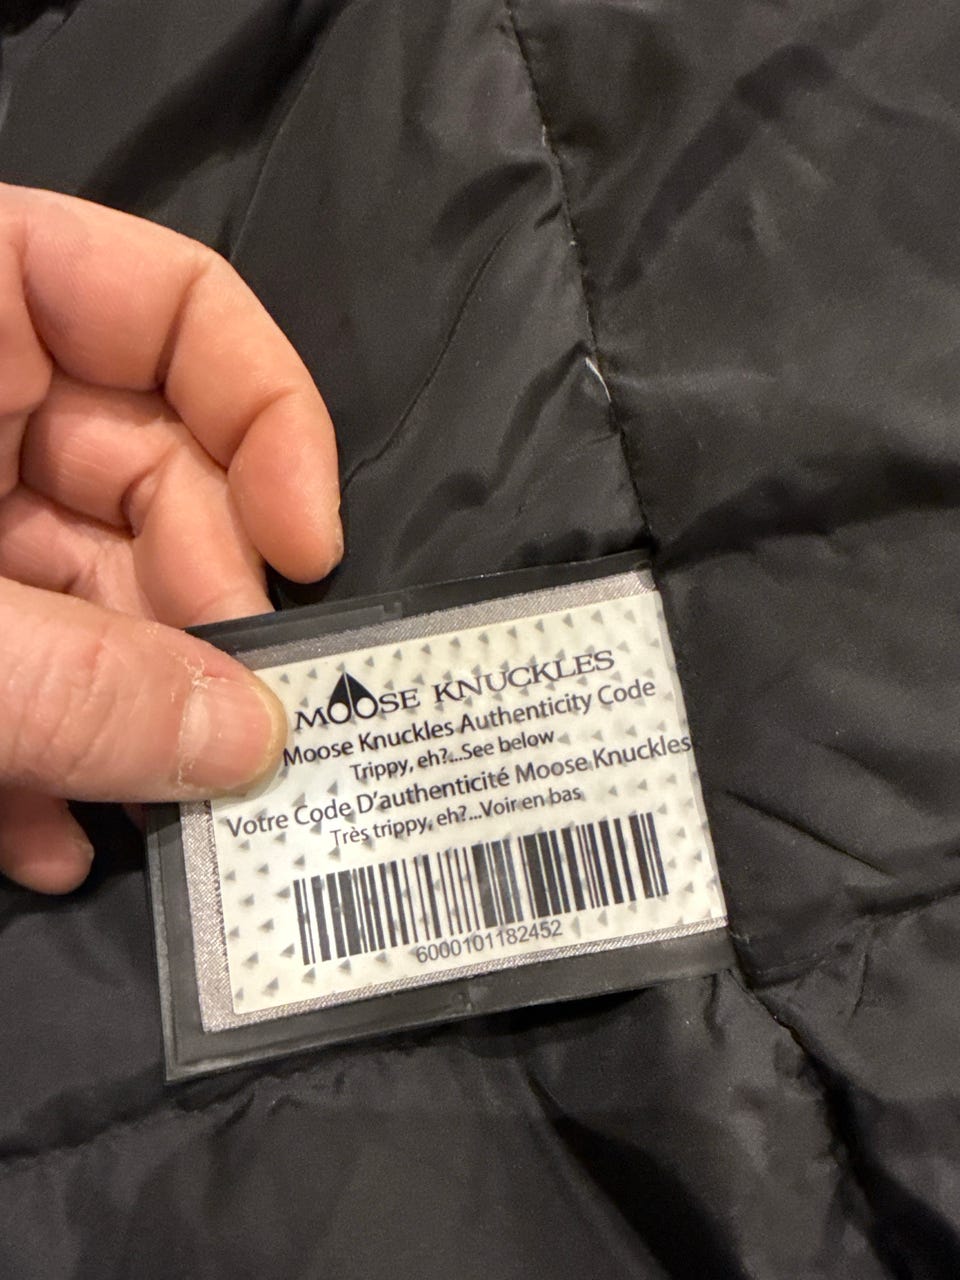 MOOSE KNUCKLES
Moose Knuckles Authenticity Code
Trippy, eh?...See below
Votre Code D'authenticité Moose Knuckles
Très trippy, eh?...Voir en bas
6000101182452